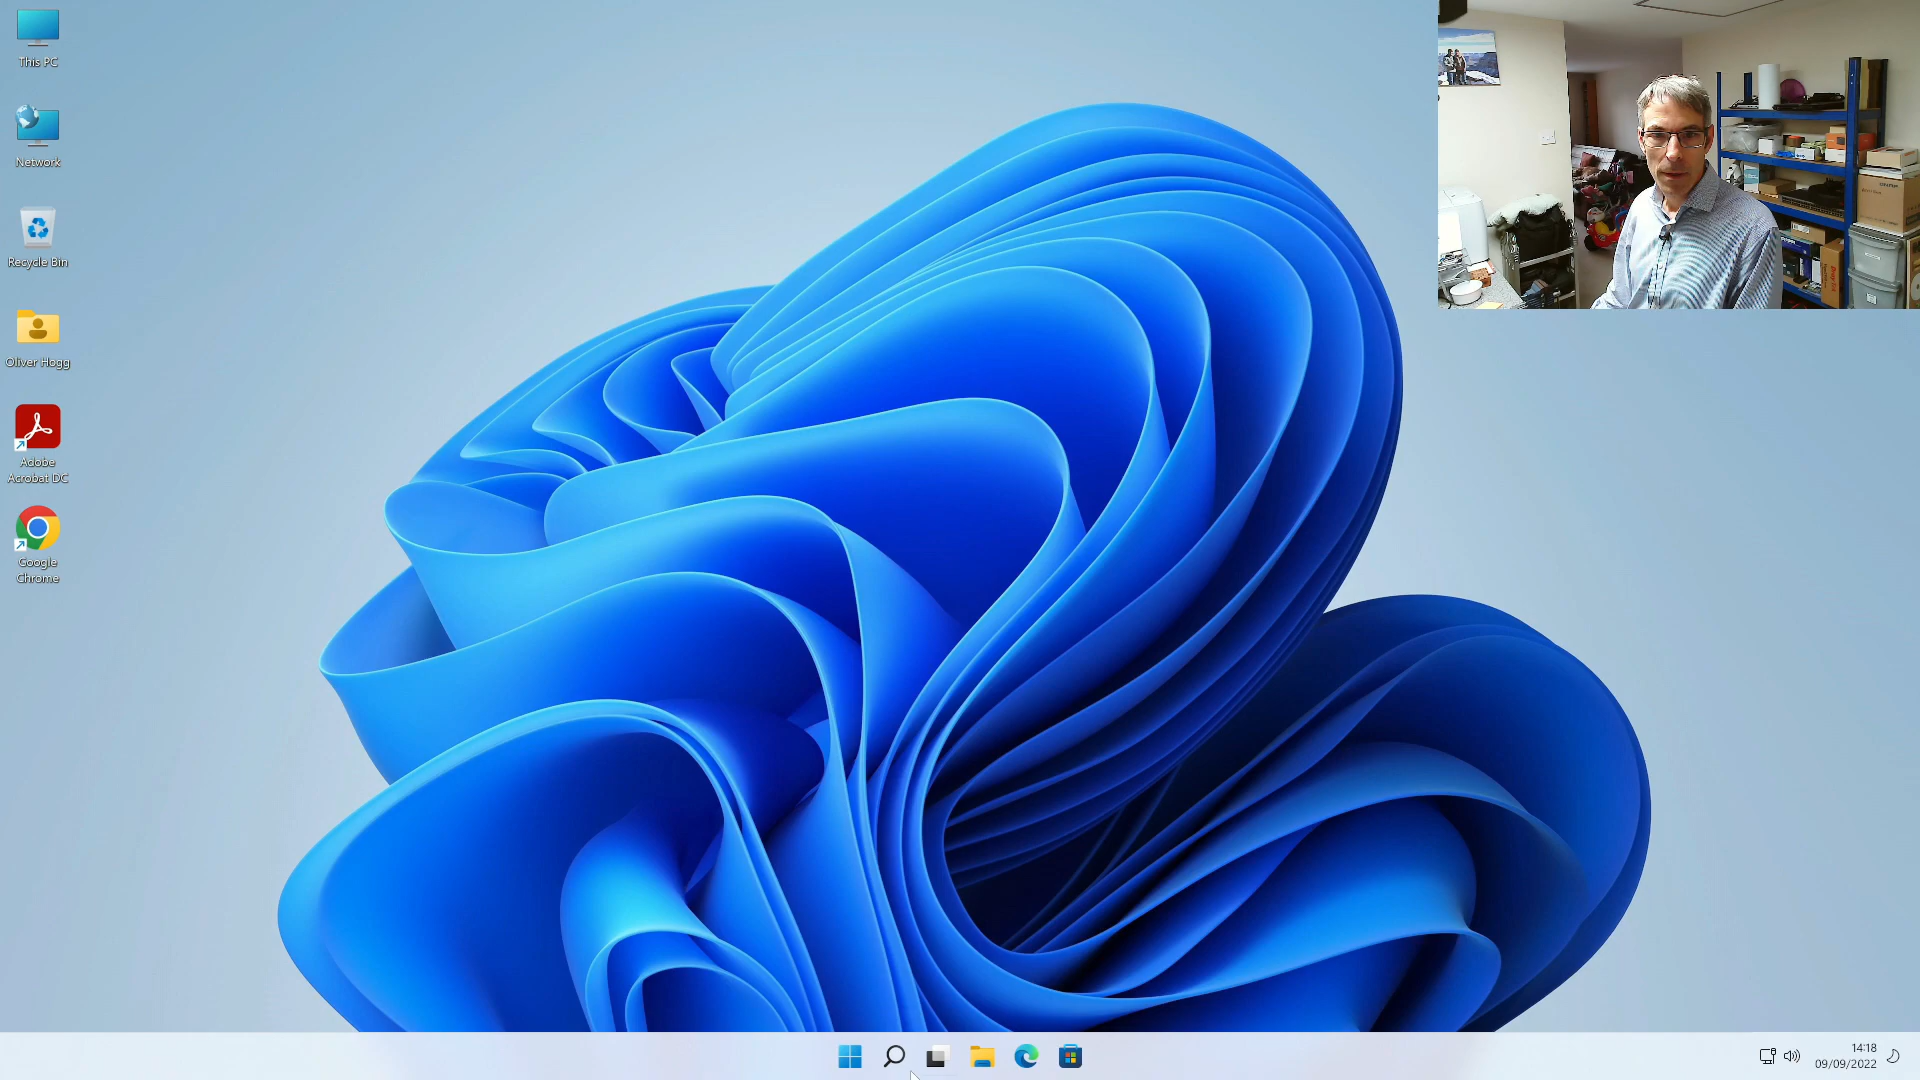 This PC
Network
Recycle Bin
Oliver Hogg
Adobe
Acrobat DC
Google
Chrome
14:18
09/09/2022